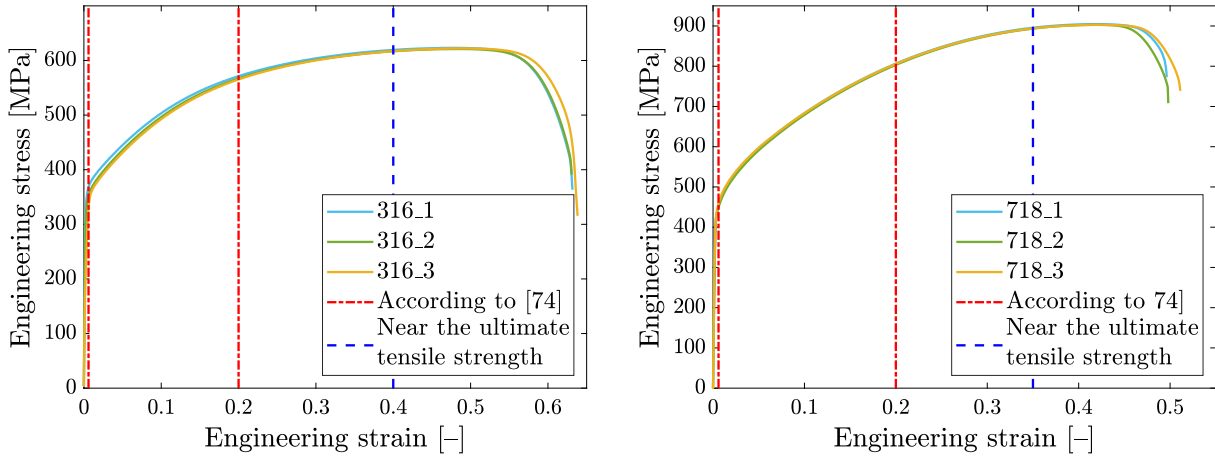 Engineering stress [MPa]
600
500
400
300
200
100
0
0 0.1 0.2 0.3 0.4 0.5 0.6
Engineering strain [–]
316_1
316_2
316_3
According to [74]
Near the ultimate
tensile strength
Engineering stress [MPa]
900
800
700
600
500
400
300
200
100
0
0 0.1 0.2 0.3 0.4 0.5
Engineering strain [–]
718_1
718_2
718_3
According to 74]
Near the ultimate
tensile strength